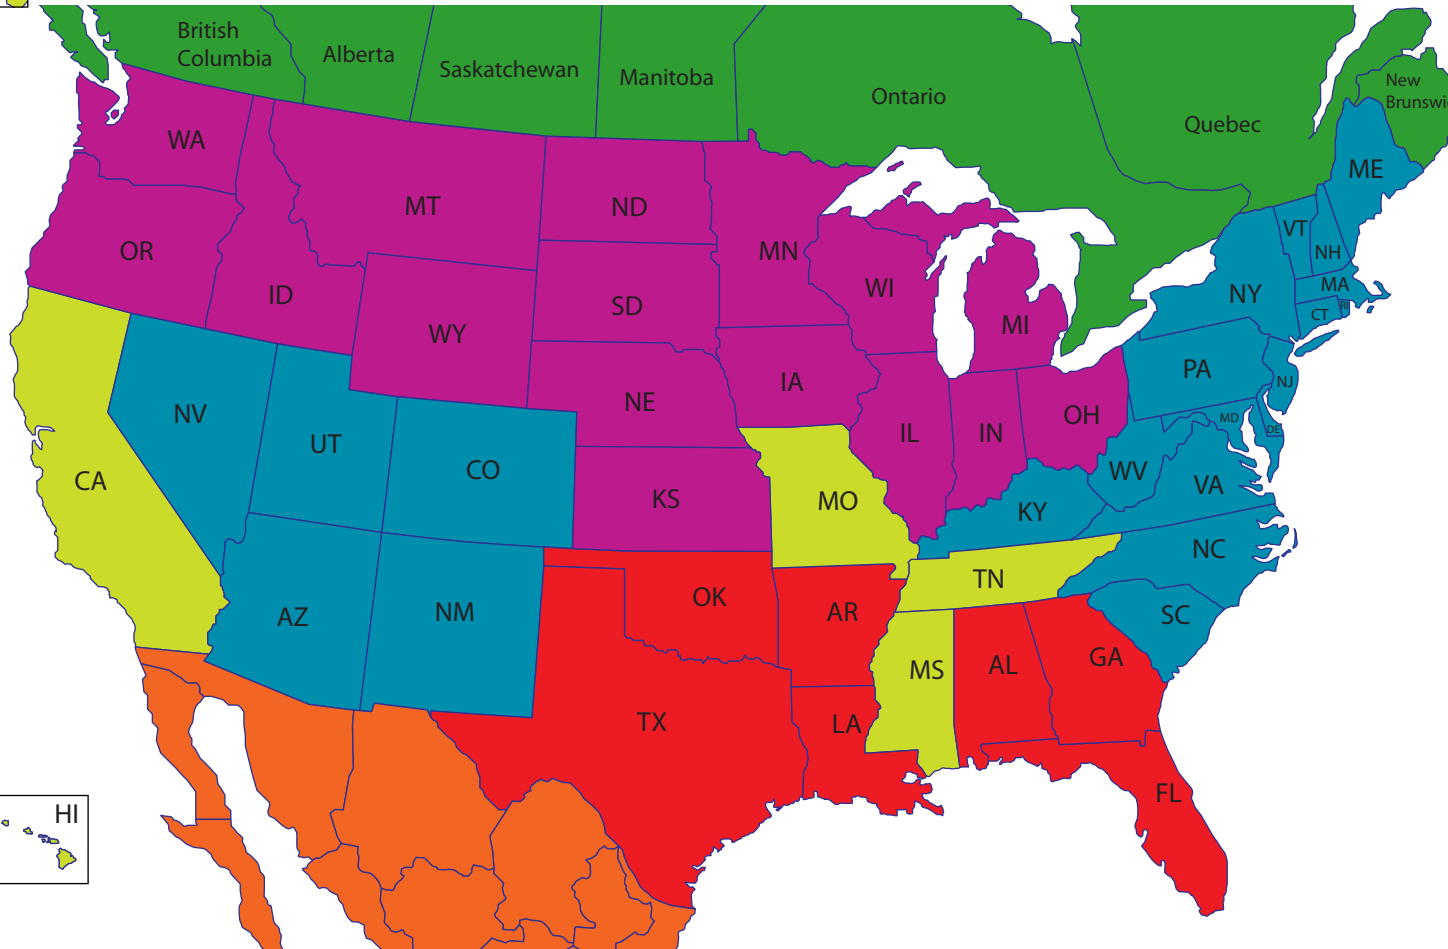 British
Columbia
Alberta
Saskatchewan
Manitoba
Ontario
Quebec
New
Brunswi
WA
MT
ND
MN
ME
OR
ID
WY
SD
WI
MI
VT
NH
NY
MA
CT
RI
NV
UT
CO
NE
IA
IL
IN
OH
PA
NJ
MD
DE
CA
KS
MO
KY
WV
VA
AZ
NM
OK
AR
TN
NC
SC
TX
LA
MS
AL
GA
FL
HI